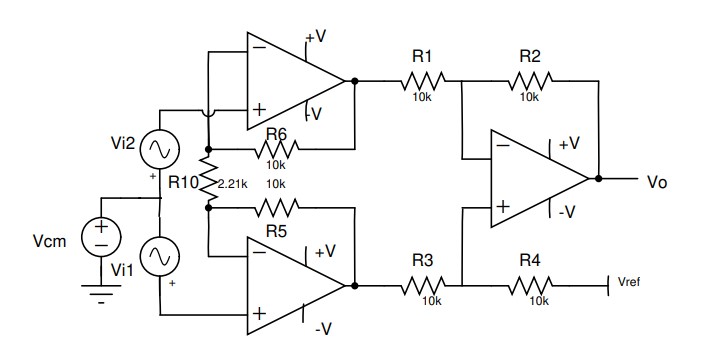 +V
R1
R2
−
10k
10k
+
-V
R6
Vi2
10k
−
+V
+
R10
2.21k
10k
Vo
+
-V
R5
Vcm
+
−
Vi1
−
+V
R3
R4
+
10k
10k
Vref
+
-V